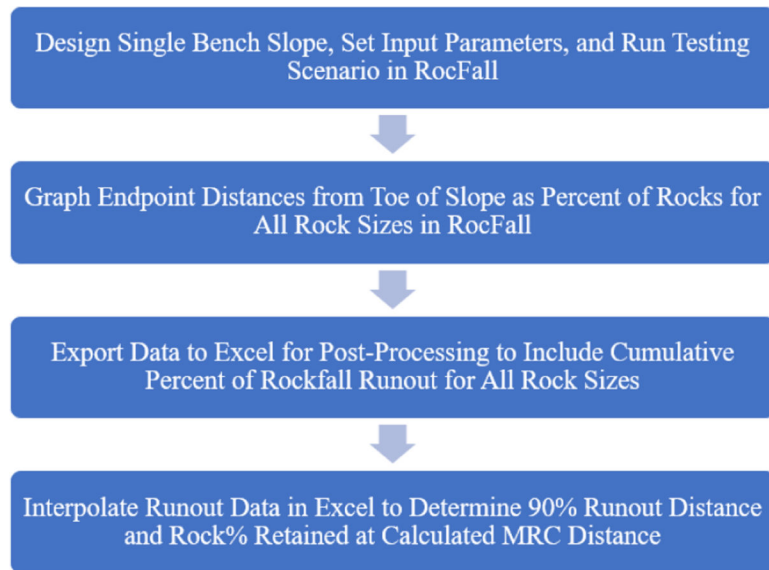 Design Single Bench Slope, Set Input Parameters, and Run Testing
Scenario in RocFall
Graph Endpoint Distances from Toe of Slope as Percent of Rocks for
All Rock Sizes in RocFall
Export Data to Excel for Post-Processing to Include Cumulative
Percent of Rockfall Runout for All Rock Sizes
Interpolate Runout Data in Excel to Determine 90% Runout Distance
and Rock% Retained at Calculated MRC Distance